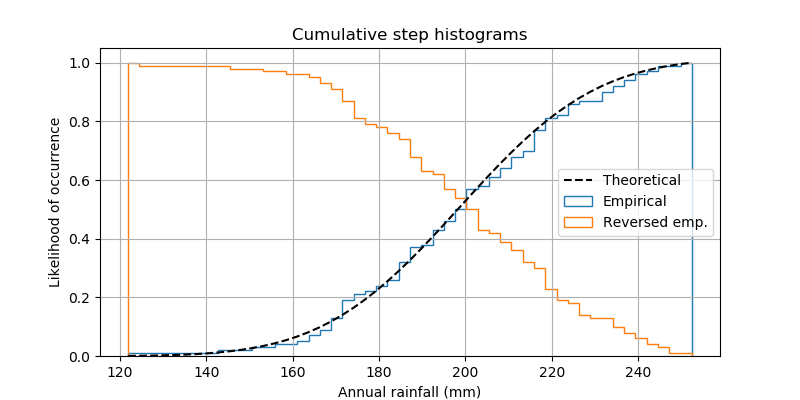 Cumulative step histograms
1.0
0.8
0.6
0.4
0.2
0.0
Likelihood of occurrence
Theoretical
Empirical
Reversed emp.
120 140 160 180 200 220 240
Annual rainfall (mm)